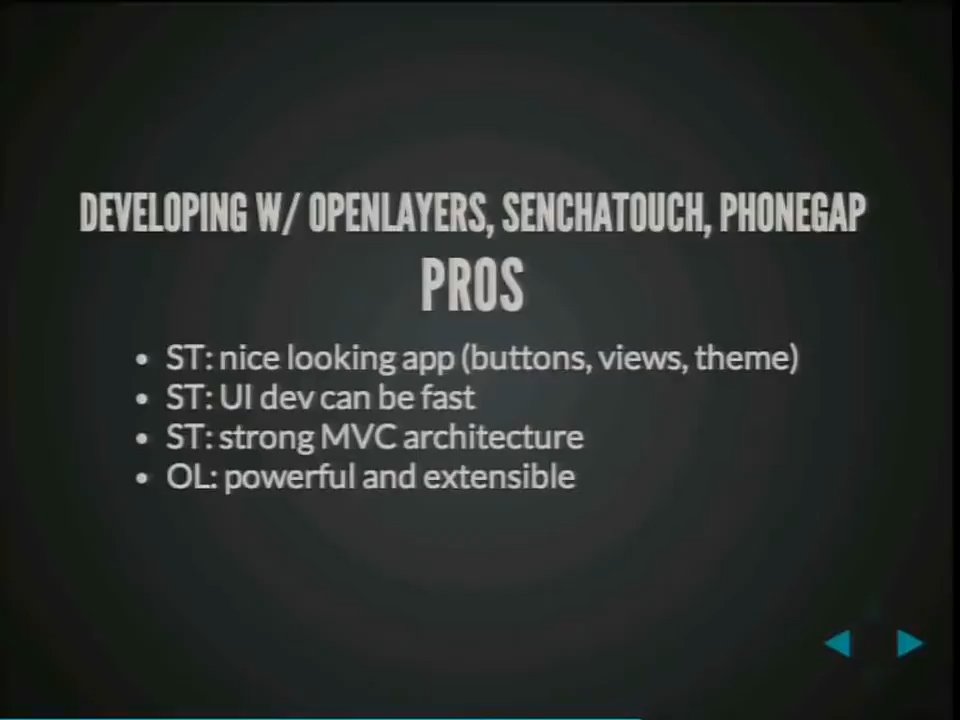 DEVELOPING W/ OPENLAYERS, SENCHATOUCH, PHONEGAP
PROS
• ST: nice looking app (buttons, views, theme)
• ST: UI dev can be fast
• ST: strong MVC architecture
• OL: powerful and extensible